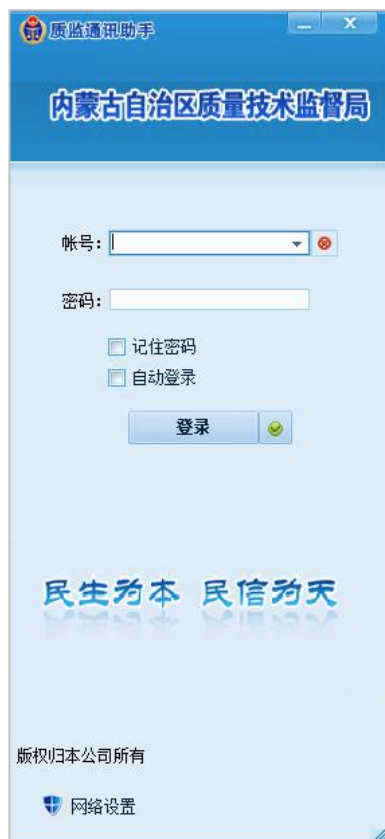 质监通讯助手
内蒙古自治区质量技术监督局
帐号:
密码:
记住密码
自动登录
登录
民生为本 民信为天
版权归本公司所有
网络设置